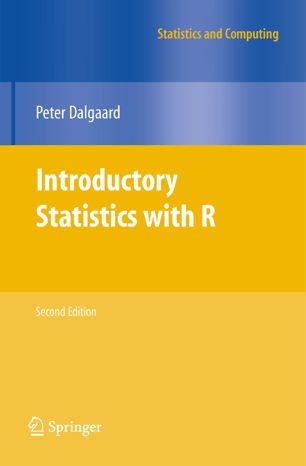 Statistics and Computing
Peter Dalgaard
Introductory
Statistics with R
Second Edition
Springer